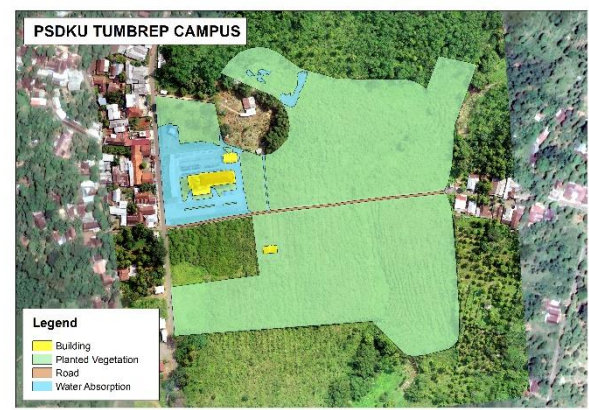 PSDKU TUMBREP CAMPUS
Legend
Building
Planted Vegetation
Road
Water Absorption